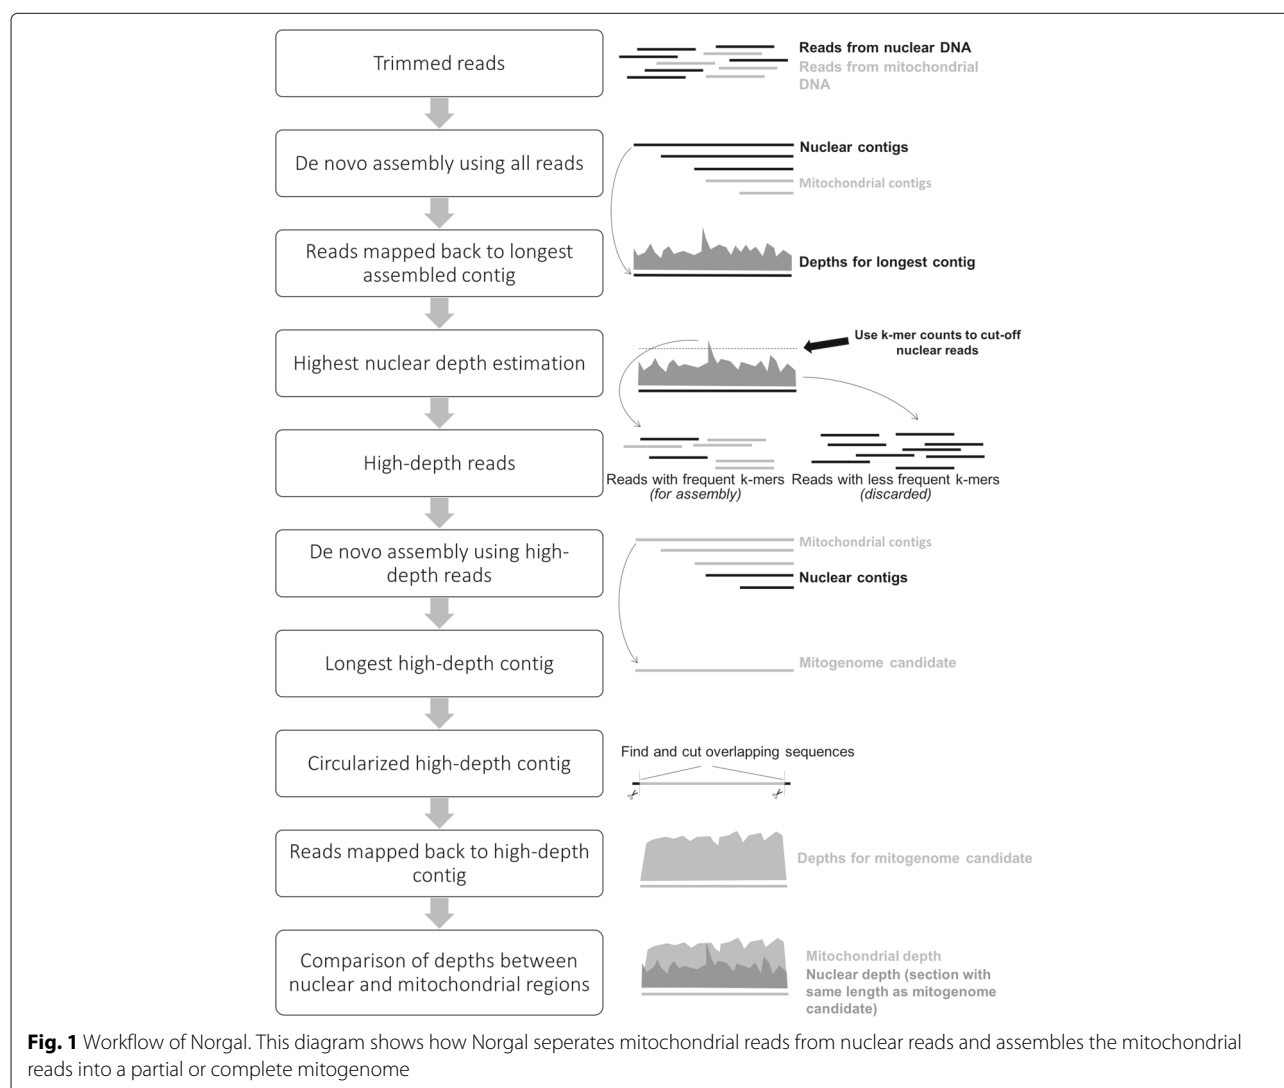 Trimmed reads
Reads from nuclear DNA
Reads from mitochondrial
DNA
De novo assembly using all reads
Nuclear contigs
Mitochondrial contigs
Reads mapped back to longest
assembled contig
Depths for longest contig
Highest nuclear depth estimation
Use k-mer counts to cut-off
nuclear reads
High-depth reads
Reads with frequent k-mers
(for assembly)
Reads with less frequent k-mers
(discarded)
De novo assembly using high-
depth reads
Mitochondrial contigs
Nuclear contigs
Longest high-depth contig
Mitogenome candidate
Circularized high-depth contig
Find and cut overlapping sequences
Reads mapped back to high-depth
contig
Depths for mitogenome candidate
Comparison of depths between
nuclear and mitochondrial regions
Mitochondrial depth
Nuclear depth (section with
same length as mitogenome
candidate)
Fig. 1 Workflow of Norgal. This diagram shows how Norgal seperates mitochondrial reads from nuclear reads and assembles the mitochondrial
reads into a partial or complete mitogenome